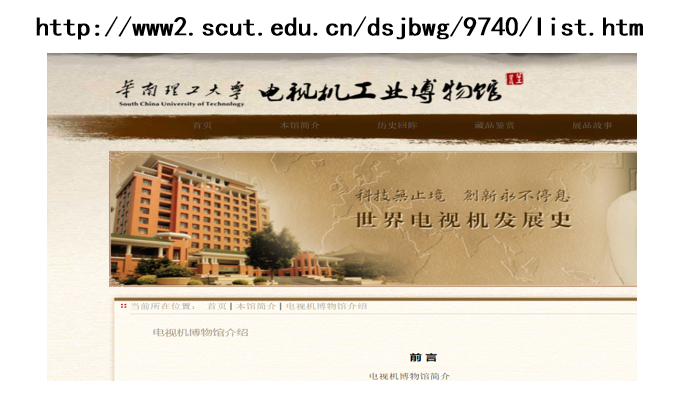 http://www2.scut.edu.cn/dsjbwg/9740/list.htm
华南理工大学 电视机工业博物馆
South China University of Technology
首页 本馆简介 历史回眸 藏品鉴赏 展品故事
科技無止境 創新永不停息
世界电视机发展史
当前所在位置： 首页 | 本馆简介 | 电视机博物馆介绍
电视机博物馆介绍
前 言
电视机博物馆简介